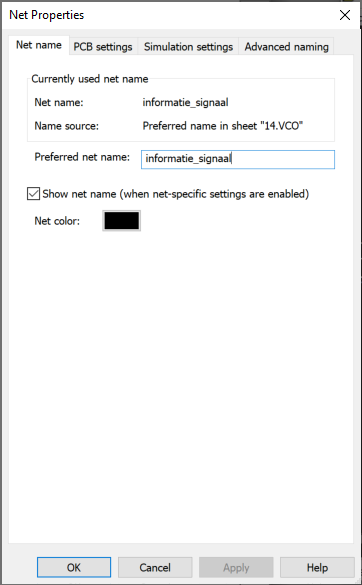 Net Properties
Net name PCB settings Simulation settings Advanced naming
Currently used net name
Net name: informatie_signaal
Name source: Preferred name in sheet "14.VCO"
Preferred net name: informatie_signaal
Show net name (when net-specific settings are enabled)
Net color:
OK Cancel Apply Help